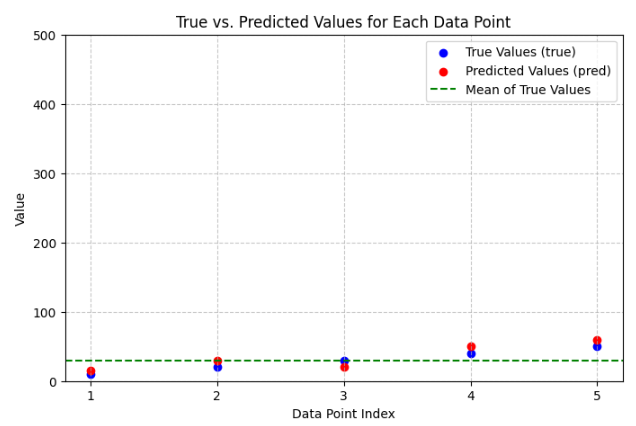 True vs. Predicted Values for Each Data Point
500
400
300
200
100
0
Value
True Values (true)
Predicted Values (pred)
Mean of True Values
1 2 3 4 5
Data Point Index